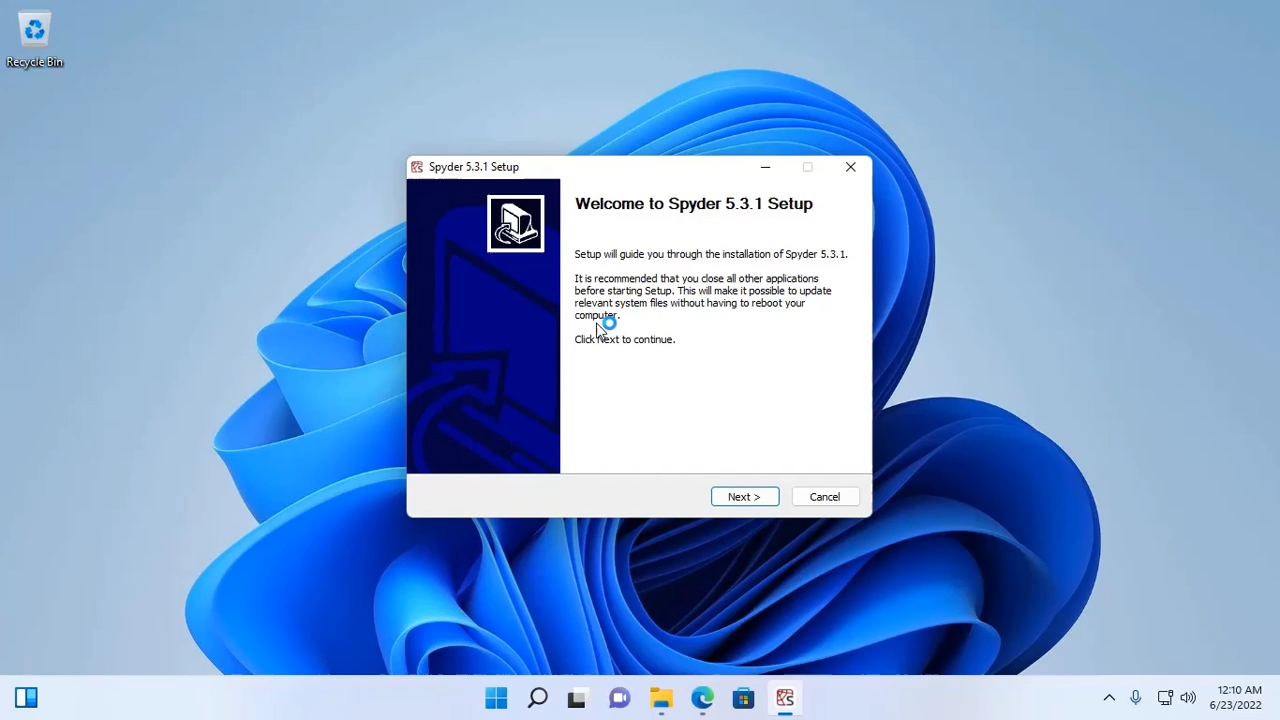 Recycle Bin
Spyder 5.3.1 Setup
Welcome to Spyder 5.3.1 Setup
Setup will guide you through the installation of Spyder 5.3.1.
It is recommended that you close all other applications
before starting Setup. This will make it possible to update
relevant system files without having to reboot your
computer.
Click Next to continue.
Next >
Cancel
12:10 AM
6/23/2022